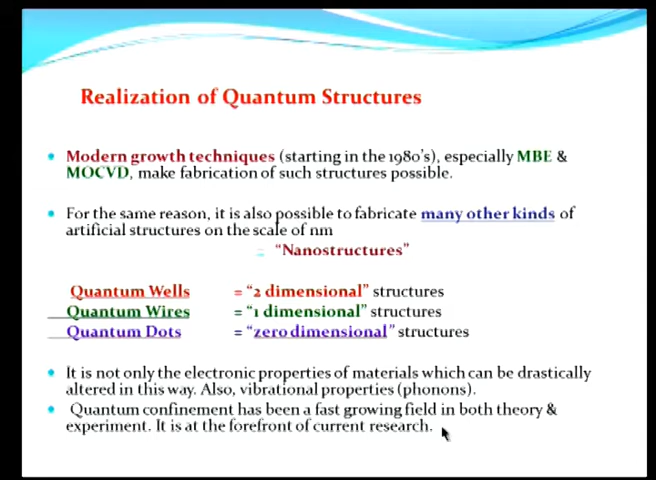 Realization of Quantum Structures
Modern growth techniques (starting in the 1980's), especially MBE &
MOCVD, make fabrication of such structures possible.
For the same reason, it is also possible to fabricate many other kinds of
artificial structures on the scale of nm
= "Nanostructures"
Quantum Wells = "2 dimensional" structures
Quantum Wires = "1 dimensional" structures
Quantum Dots = "zero dimensional" structures
It is not only the electronic properties of materials which can be drastically
altered in this way. Also, vibrational properties (phonons).
Quantum confinement has been a fast growing field in both theory &
experiment. It is at the forefront of current research.